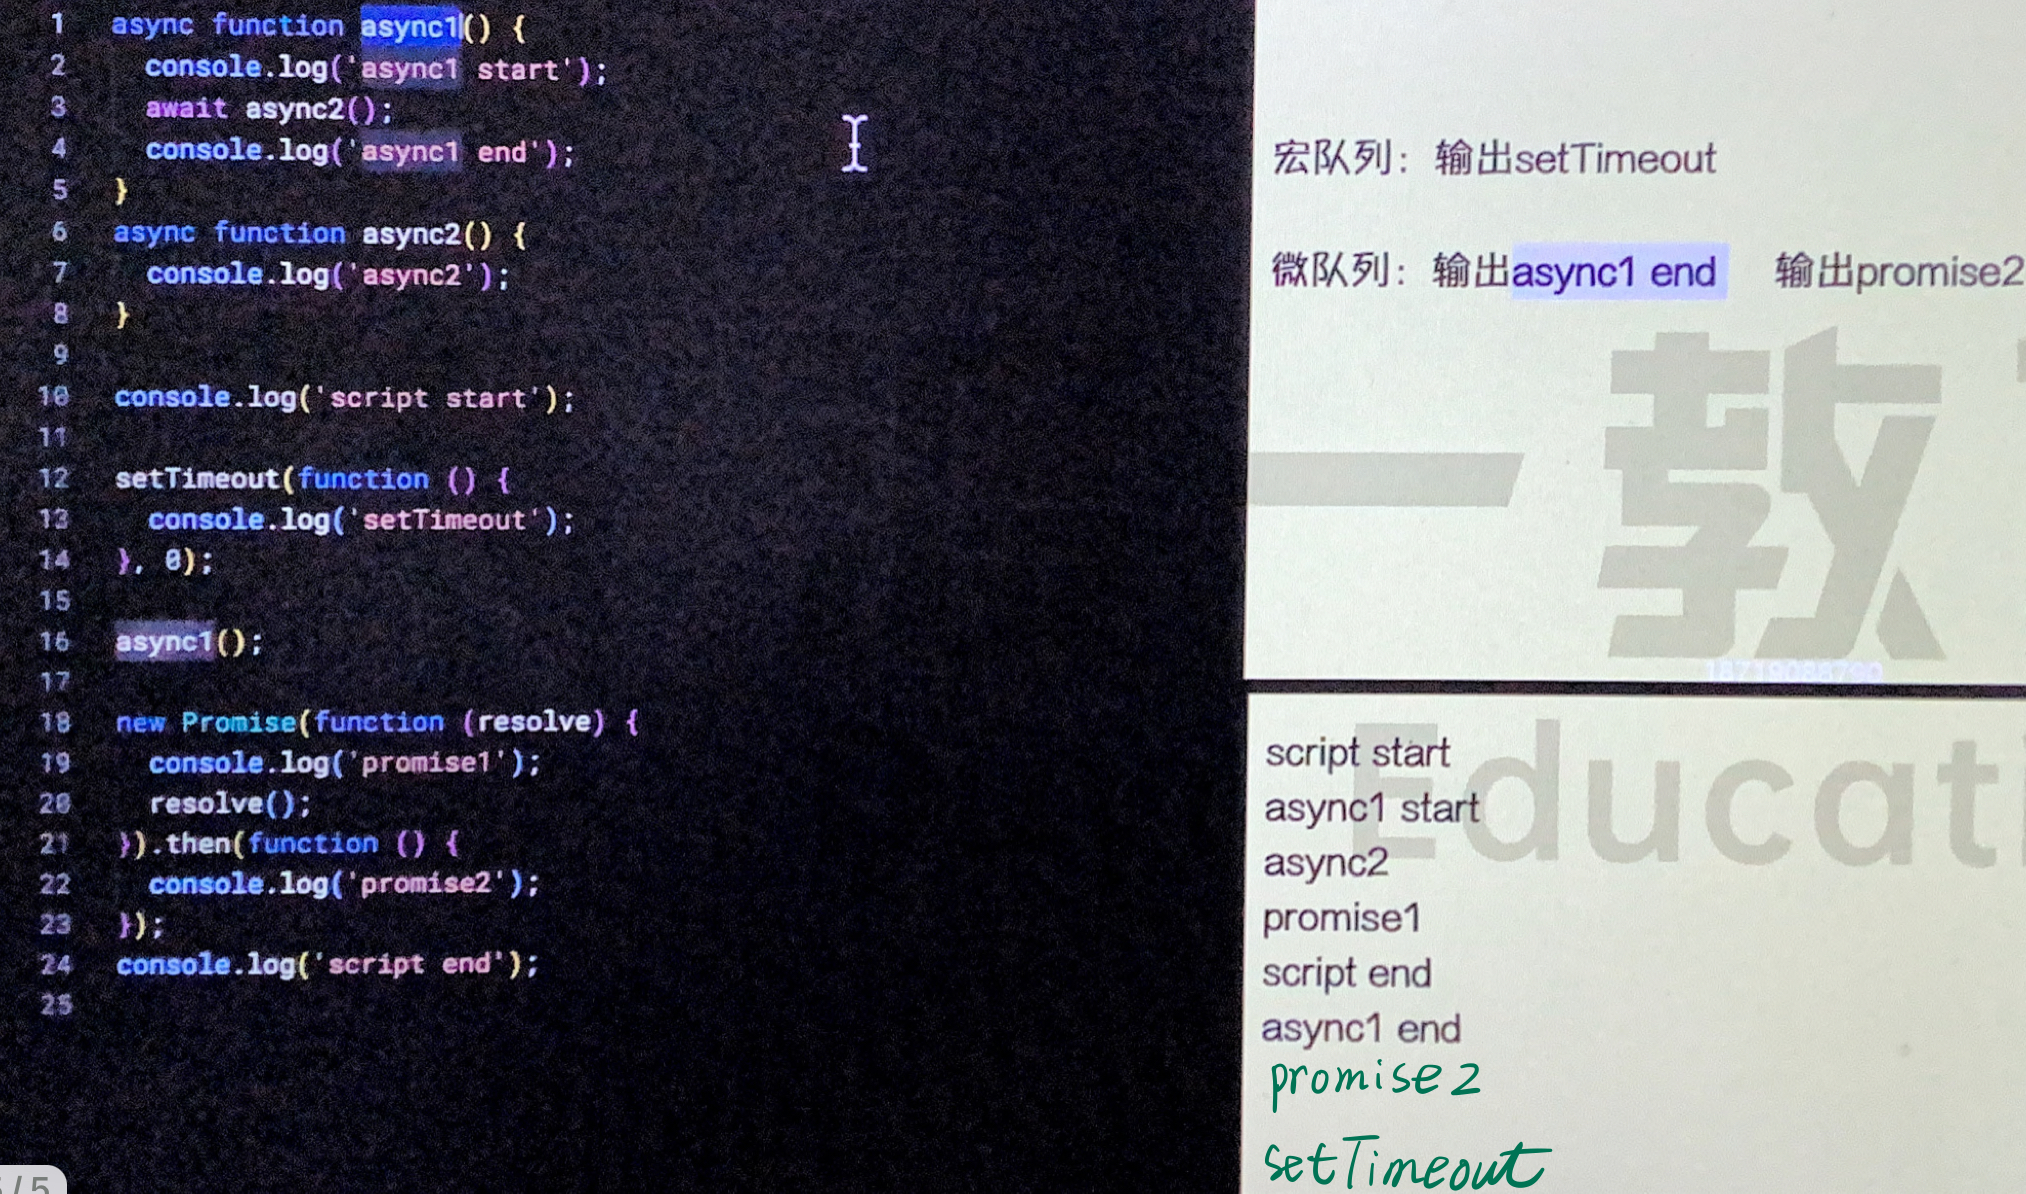 1 async function async1() {
2 console.log('async1 start');
3 await async2();
4 console.log('async1 end');
5 }
6 async function async2() {
7 console.log('async2');
8 }
9
10 console.log('script start');
11
12 setTimeout(function () {
13 console.log('setTimeout');
14 }, 0);
15
16 async1();
17
18 new Promise(function (resolve) {
19 console.log('promise1');
20 resolve();
21 }).then(function () {
22 console.log('promise2');
23 });
24 console.log('script end');
25
宏队列：输出setTimeout
微队列：输出async1 end 输出promise2
一教
Educat
script start
async1 start
async2
promise1
script end
async1 end
promise2
setTimeout
/ 5